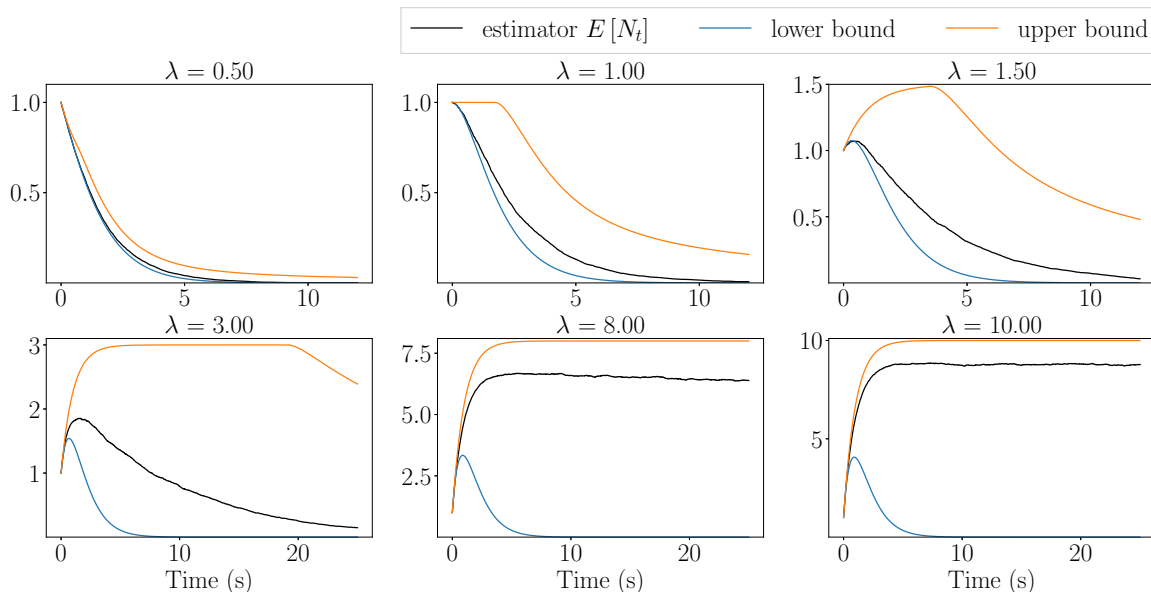 estimator E [N_t] lower bound upper bound
λ = 0.50 λ = 1.00 λ = 1.50
1.0 0.5 0 5 10
1.0 0.5 0 5 10
1.5 1.0 0.5 0 5 10
λ = 3.00 λ = 8.00 λ = 10.00
3 2 1 0 10 20
7.5 5.0 2.5 0 10 20
10 5 0 10 20
Time (s) Time (s) Time (s)